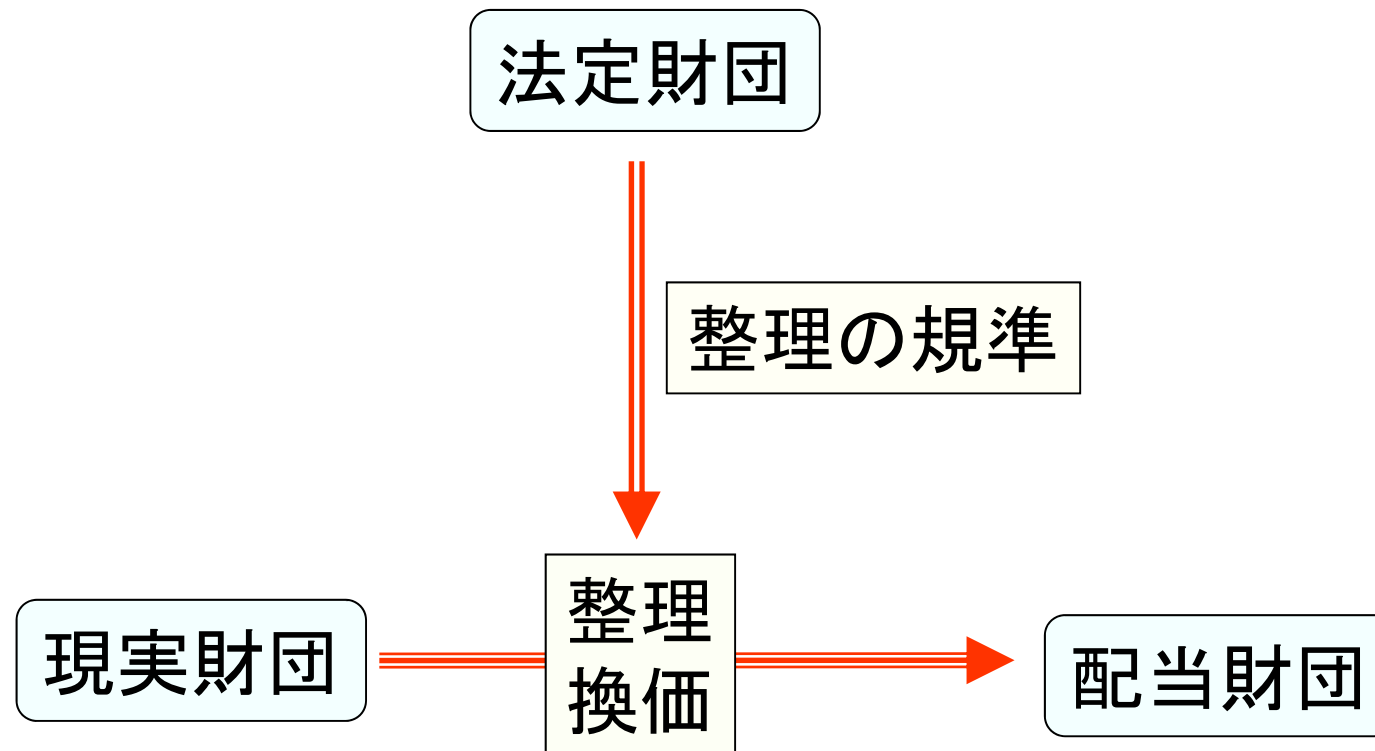 法定財団
整理の規準
整理
換価
現実財団
配当財団